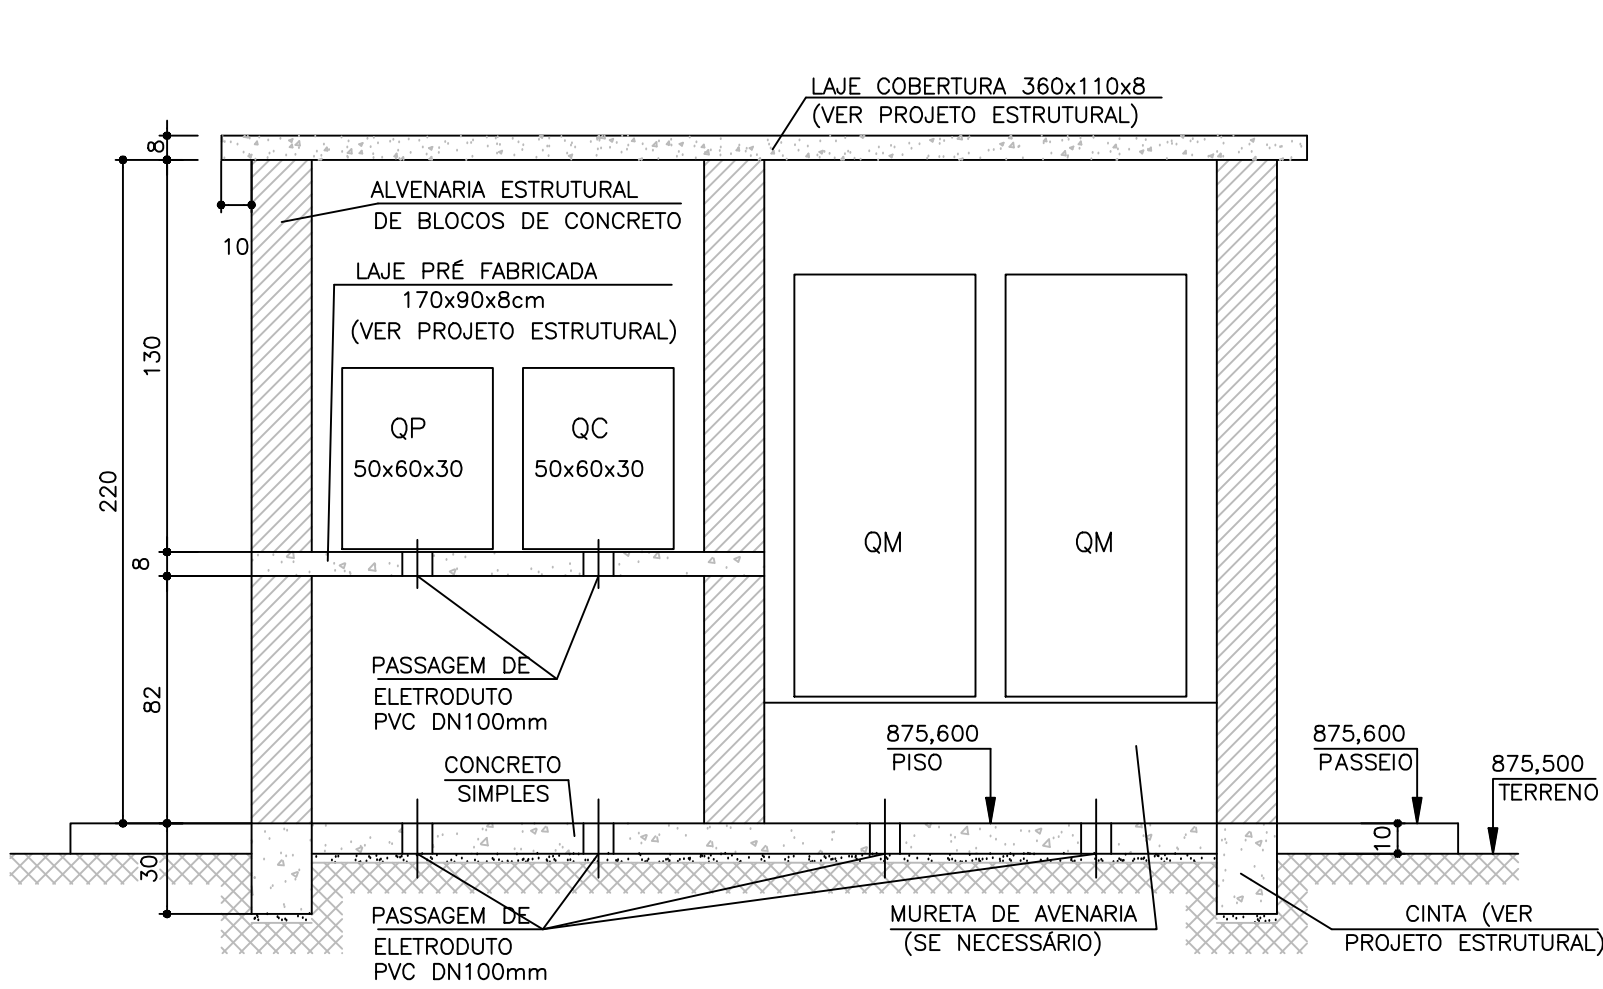 LAJE COBERTURA 360x110x8
(VER PROJETO ESTRUTURAL)
8
ALVENARIA ESTRUTURAL
DE BLOCOS DE CONCRETO
10
LAJE PRÉ FABRICADA
170x90x8cm
(VER PROJETO ESTRUTURAL)
130
QP
50x60x30
QC
50x60x30
220
QM
QM
8
PASSAGEM DE
ELETRODUTO
PVC DN100mm
82
875,600
PISO
875,600
PASSEIO
875,500
TERRENO
CONCRETO
SIMPLES
10
30
PASSAGEM DE
ELETRODUTO
PVC DN100mm
MURETA DE AVENARIA
(SE NECESSÁRIO)
CINTA (VER
PROJETO ESTRUTURAL)